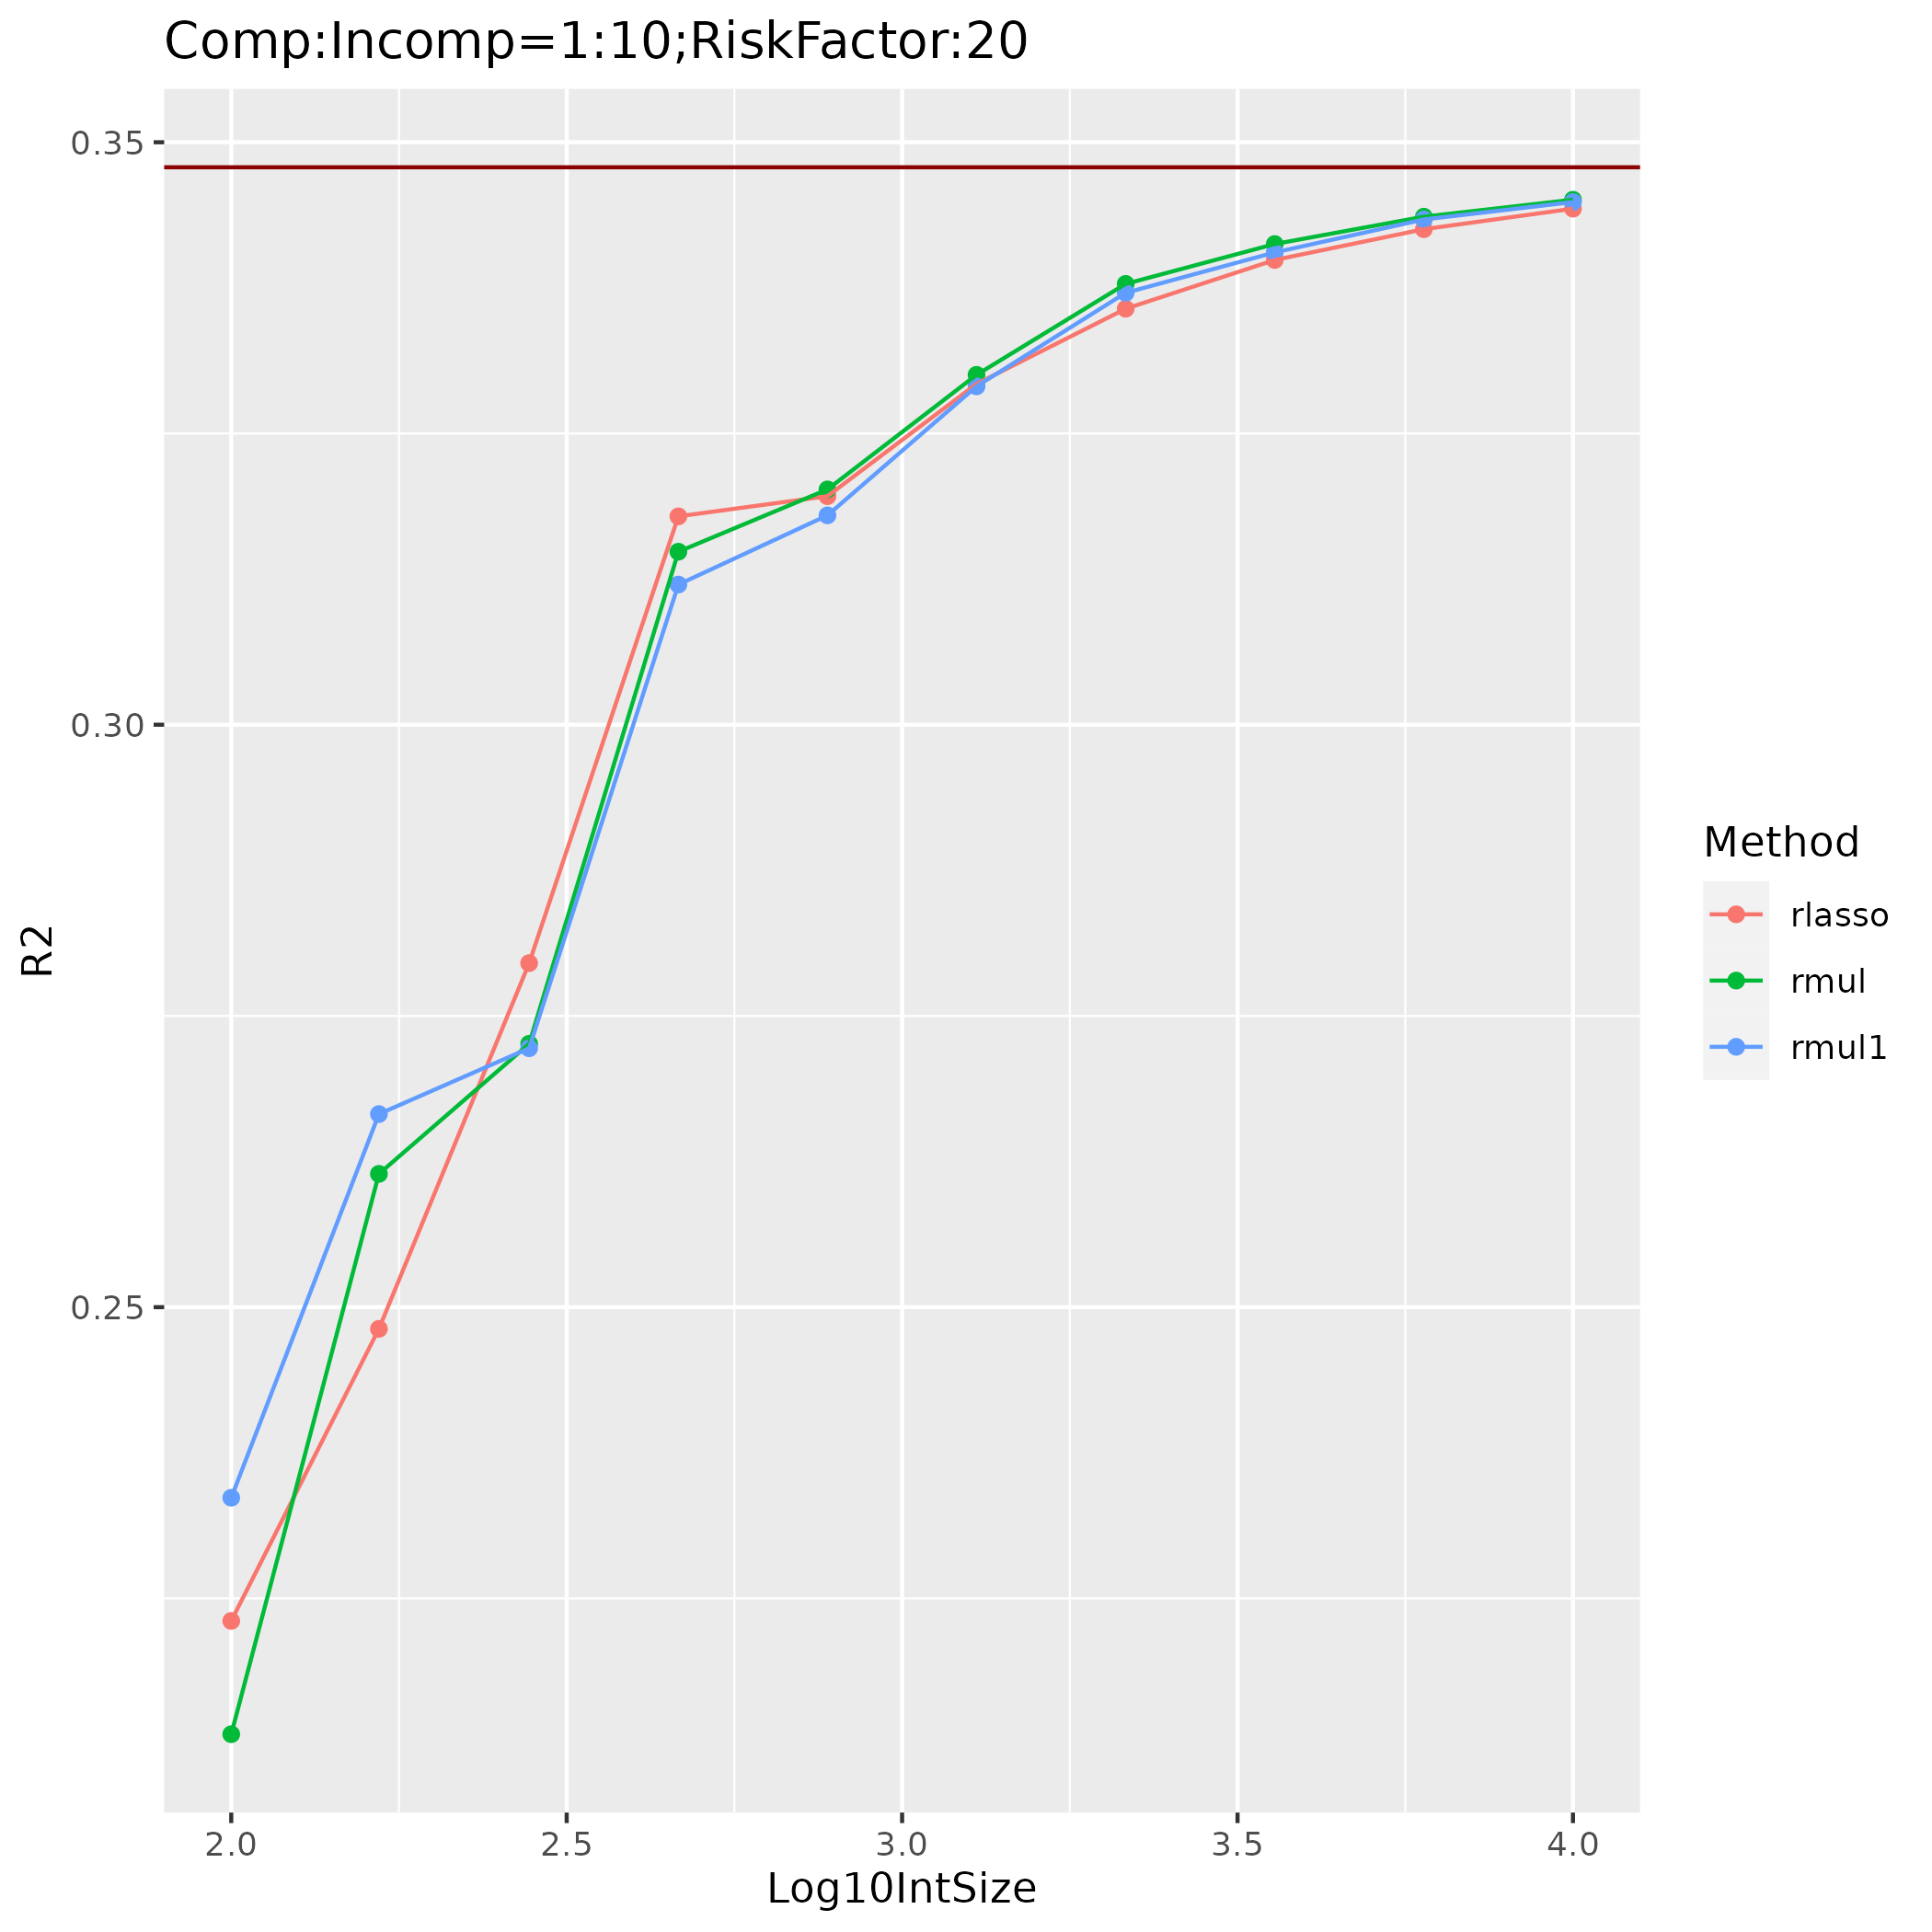 Comp:Incomp=1:10;RiskFactor:20
0.35
0.30
0.25
R2
2.0 2.5 3.0 3.5 4.0
Log10IntSize
Method
rlasso
rmul
rmul1